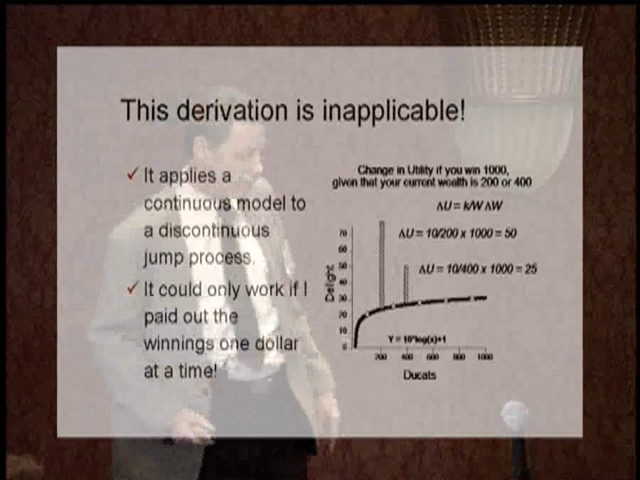 This derivation is inapplicable!
✓ It applies a
continuous model to
a discontinuous
jump process.
✓ It could only work if I
paid out the
winnings one dollar
at a time!
Change in Utility if you win 1000,
given that your current wealth is 200 or 400
ΔU = k/W ΔW
ΔU = 10/200 x 1000 = 50
ΔU = 10/400 x 1000 = 25
Delight
70
60
50
40
30
20
10
0
Y = 10*log(x)+1
200 400 600 800 1000
Ducats